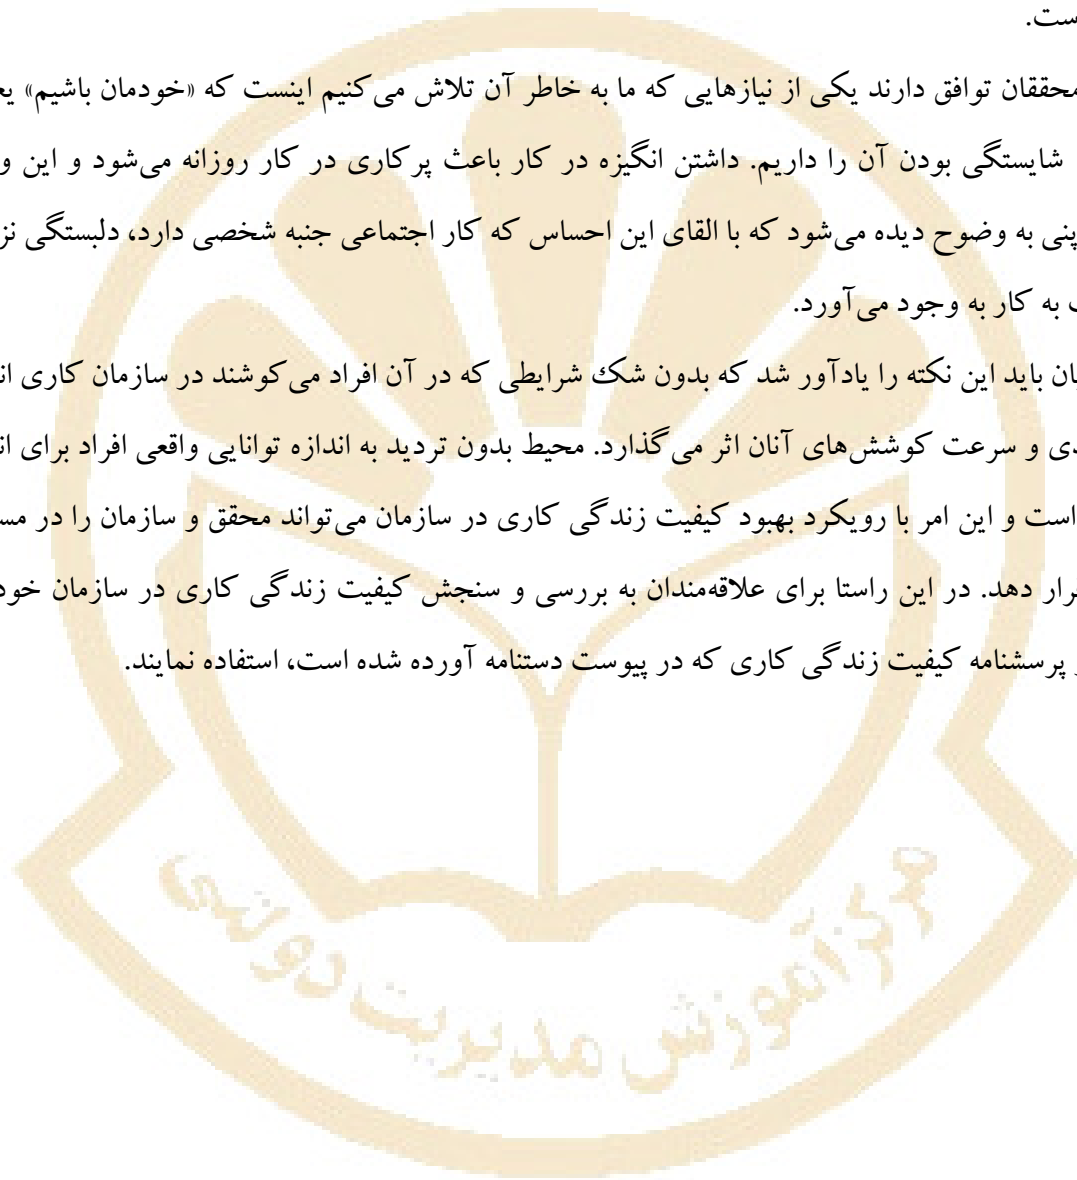 ست.
محققان توافق دارند یکی از نیازهایی که ما به خاطر آن تلاش می‌کنیم اینست که «خودمان باشیم» یع
شایستگی بودن آن را داریم. داشتن انگیزه در کار باعث پرکاری در کار روزانه می‌شود و این و
پنی به وضوح دیده می‌شود که با القای این احساس که کار اجتماعی جنبه شخصی دارد، دلبستگی نز
به کار به وجود می‌آورد.
ان باید این نکته را یادآور شد که بدون شک شرایطی که در آن افراد می‌کوشند در سازمان کاری ان
دی و سرعت کوشش‌های آنان اثر می‌گذارد. محیط بدون تردید به اندازه توانایی واقعی افراد برای ان
است و این امر با رویکرد بهبود کیفیت زندگی کاری در سازمان می‌تواند محقق و سازمان را در مس
رار دهد. در این راستا برای علاقه‌مندان به بررسی و سنجش کیفیت زندگی کاری در سازمان خود
پرسشنامه کیفیت زندگی کاری که در پیوست دستنامه آورده شده است، استفاده نمایند.
مرکز آموزش مدیریت دولتی